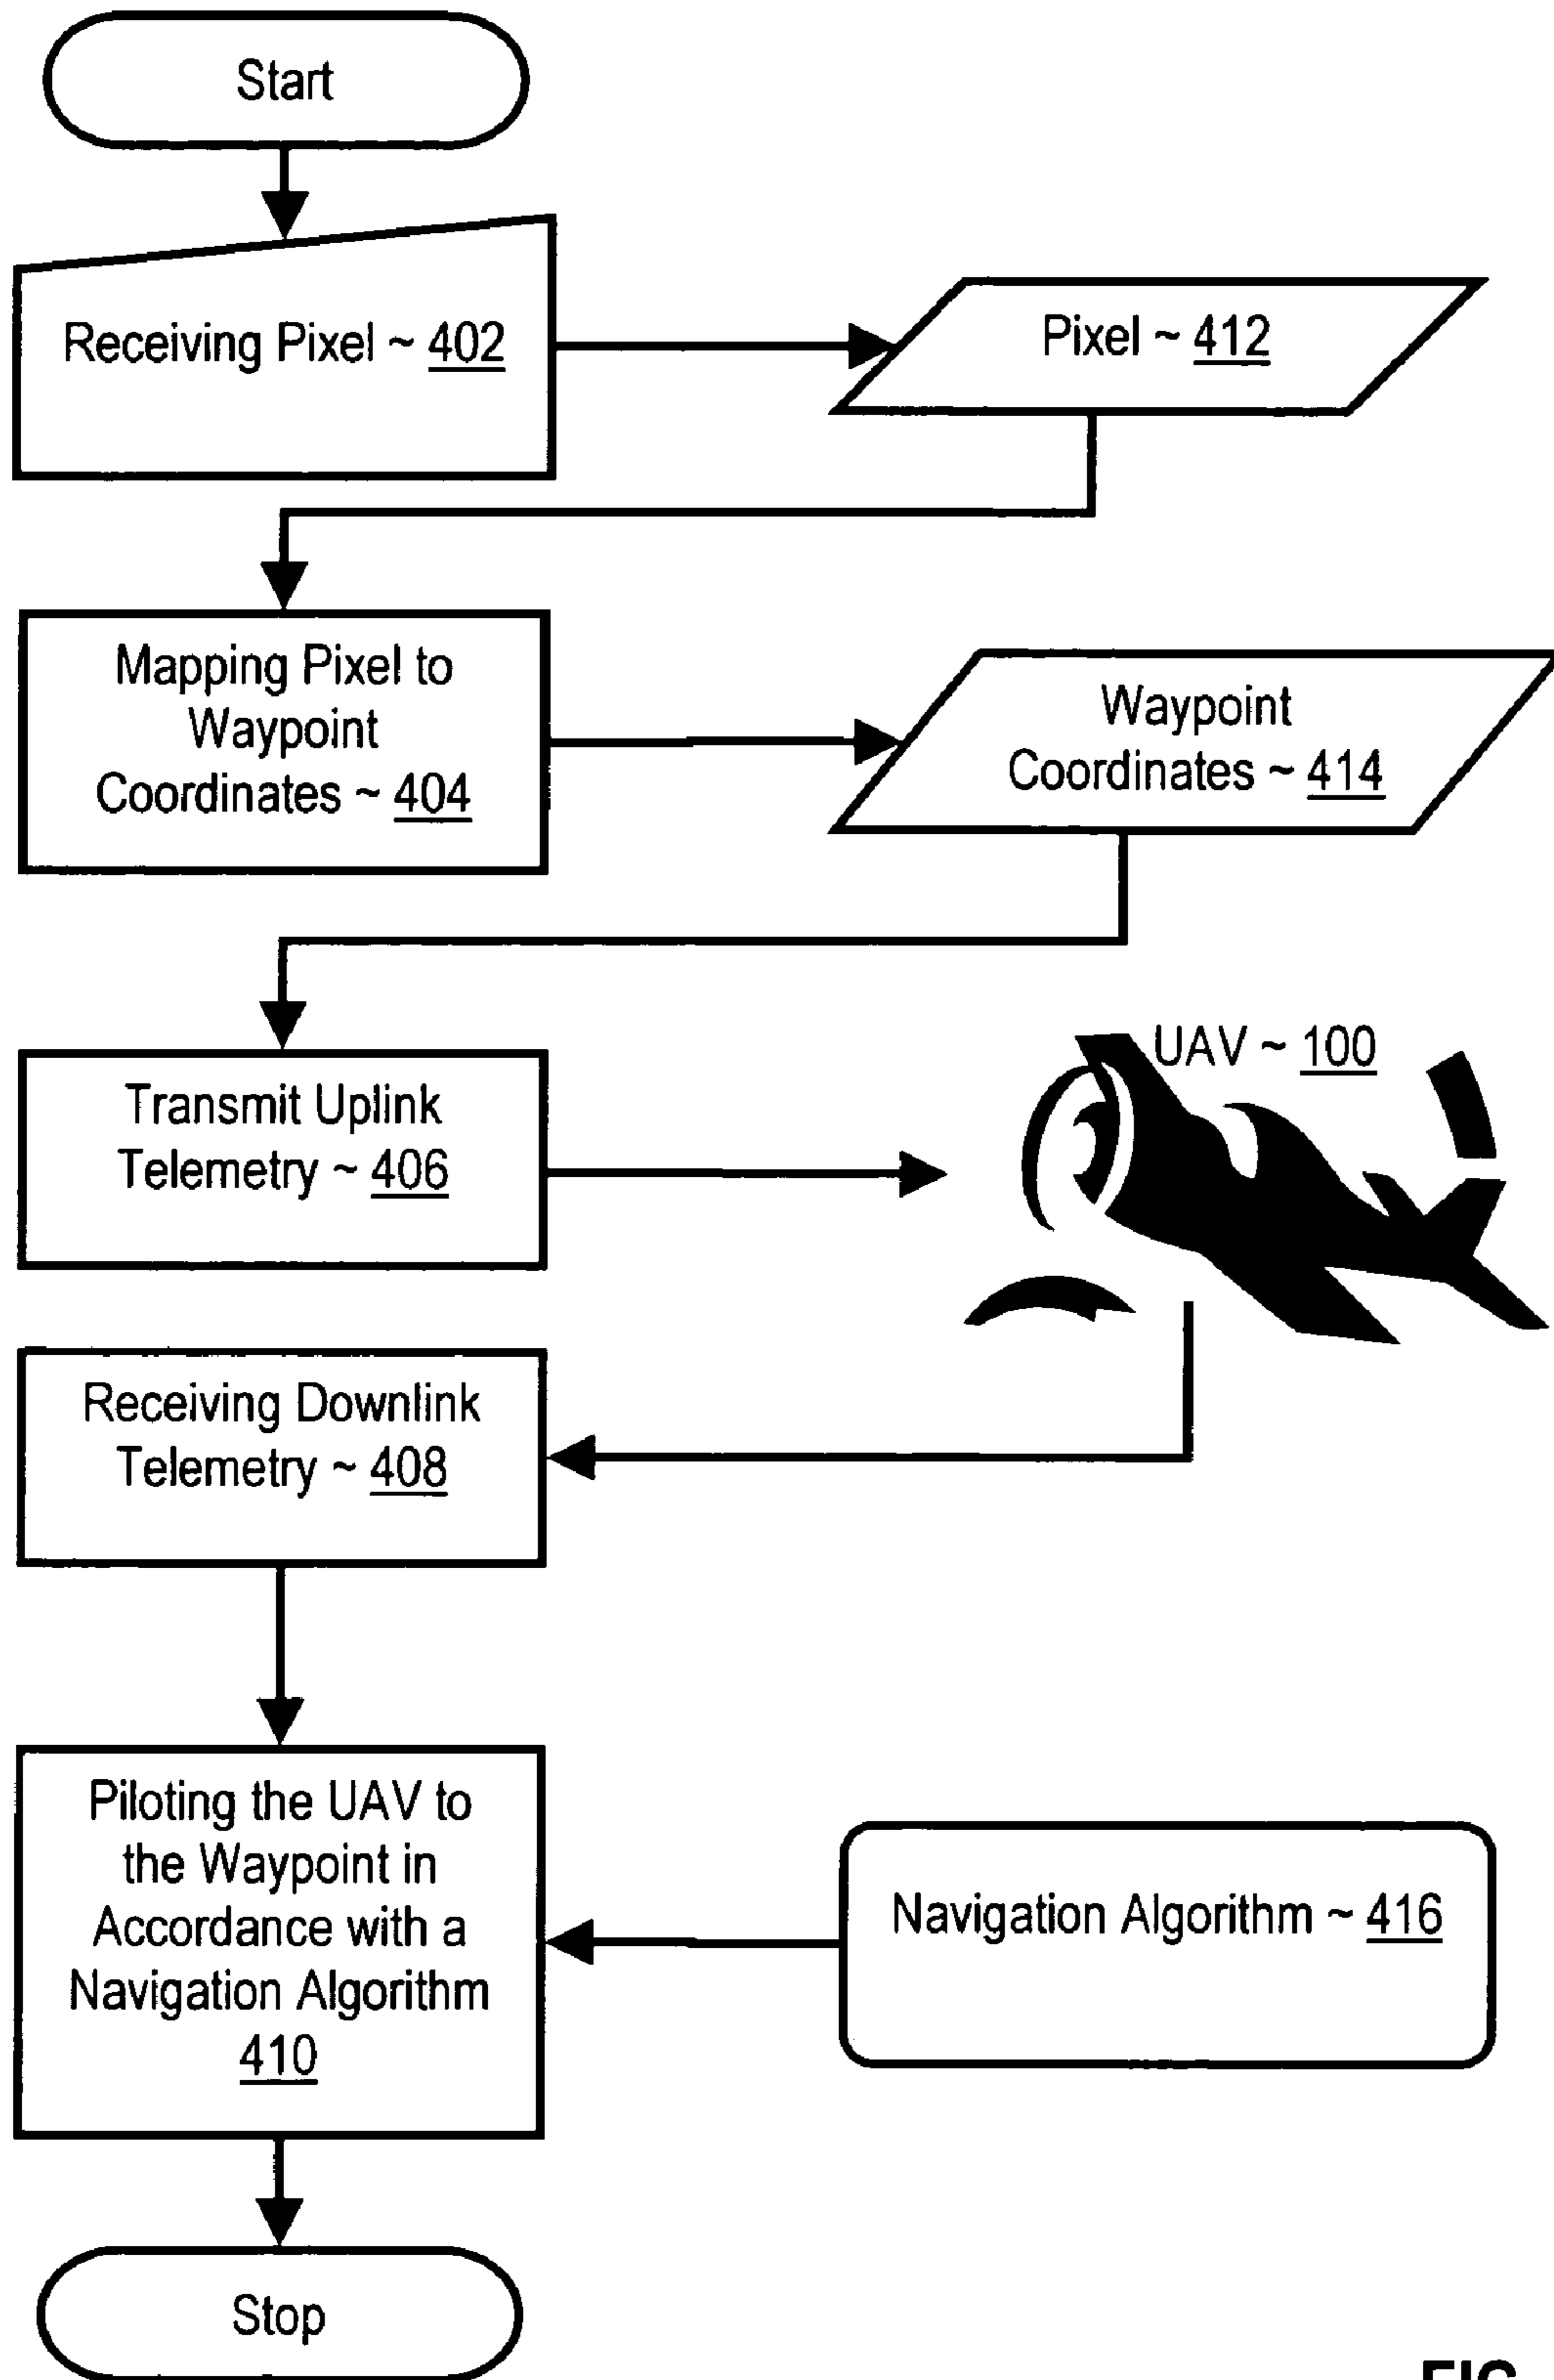 Start
Receiving Pixel ~ 402
Pixel ~ 412
Mapping Pixel to
Waypoint
Coordinates ~ 404
Waypoint
Coordinates ~ 414
Transmit Uplink
Telemetry ~ 406
UAV ~ 100
Receiving Downlink
Telemetry ~ 408
Piloting the UAV to
the Waypoint in
Accordance with a
Navigation Algorithm
410
Navigation Algorithm ~ 416
Stop
FIG